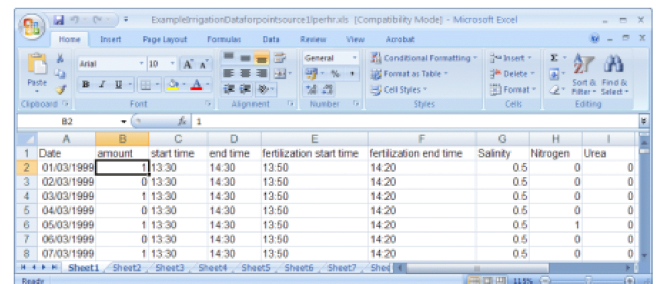 ExampleIrrigationDataforpointsource1lperhr.xls [Compatibility Mode] - Microsoft Excel
Home Insert Page Layout Formulas Data Review View Acrobat
Arial 10 General Conditional Formatting Insert
Paste B I U Format as Table Delete Sort & Find &
Cell Styles Format Filter Select
Clipboard Font Alignment Number Styles Cells Editing
B2 fx 1
A B C D E F G H I
1 Date amount start time end time fertilization start time fertilization end time Salinity Nitrogen Urea
2 01/03/1999 1 13:30 14:30 13:50 14:20 0.5 0 0
3 02/03/1999 0 13:30 14:30 13:50 14:20 0.5 0 0
4 03/03/1999 1 13:30 14:30 13:50 14:20 0.5 0 0
5 04/03/1999 0 13:30 14:30 13:50 14:20 0.5 0 0
6 05/03/1999 1 13:30 14:30 13:50 14:20 0.5 1 0
7 06/03/1999 0 13:30 14:30 13:50 14:20 0.5 0 0
8 07/03/1999 1 13:30 14:30 13:50 14:20 0.5 0 0
Sheet1 Sheet2 Sheet3 Sheet4 Sheet5 Sheet6 Sheet7 Shee
Ready 115%